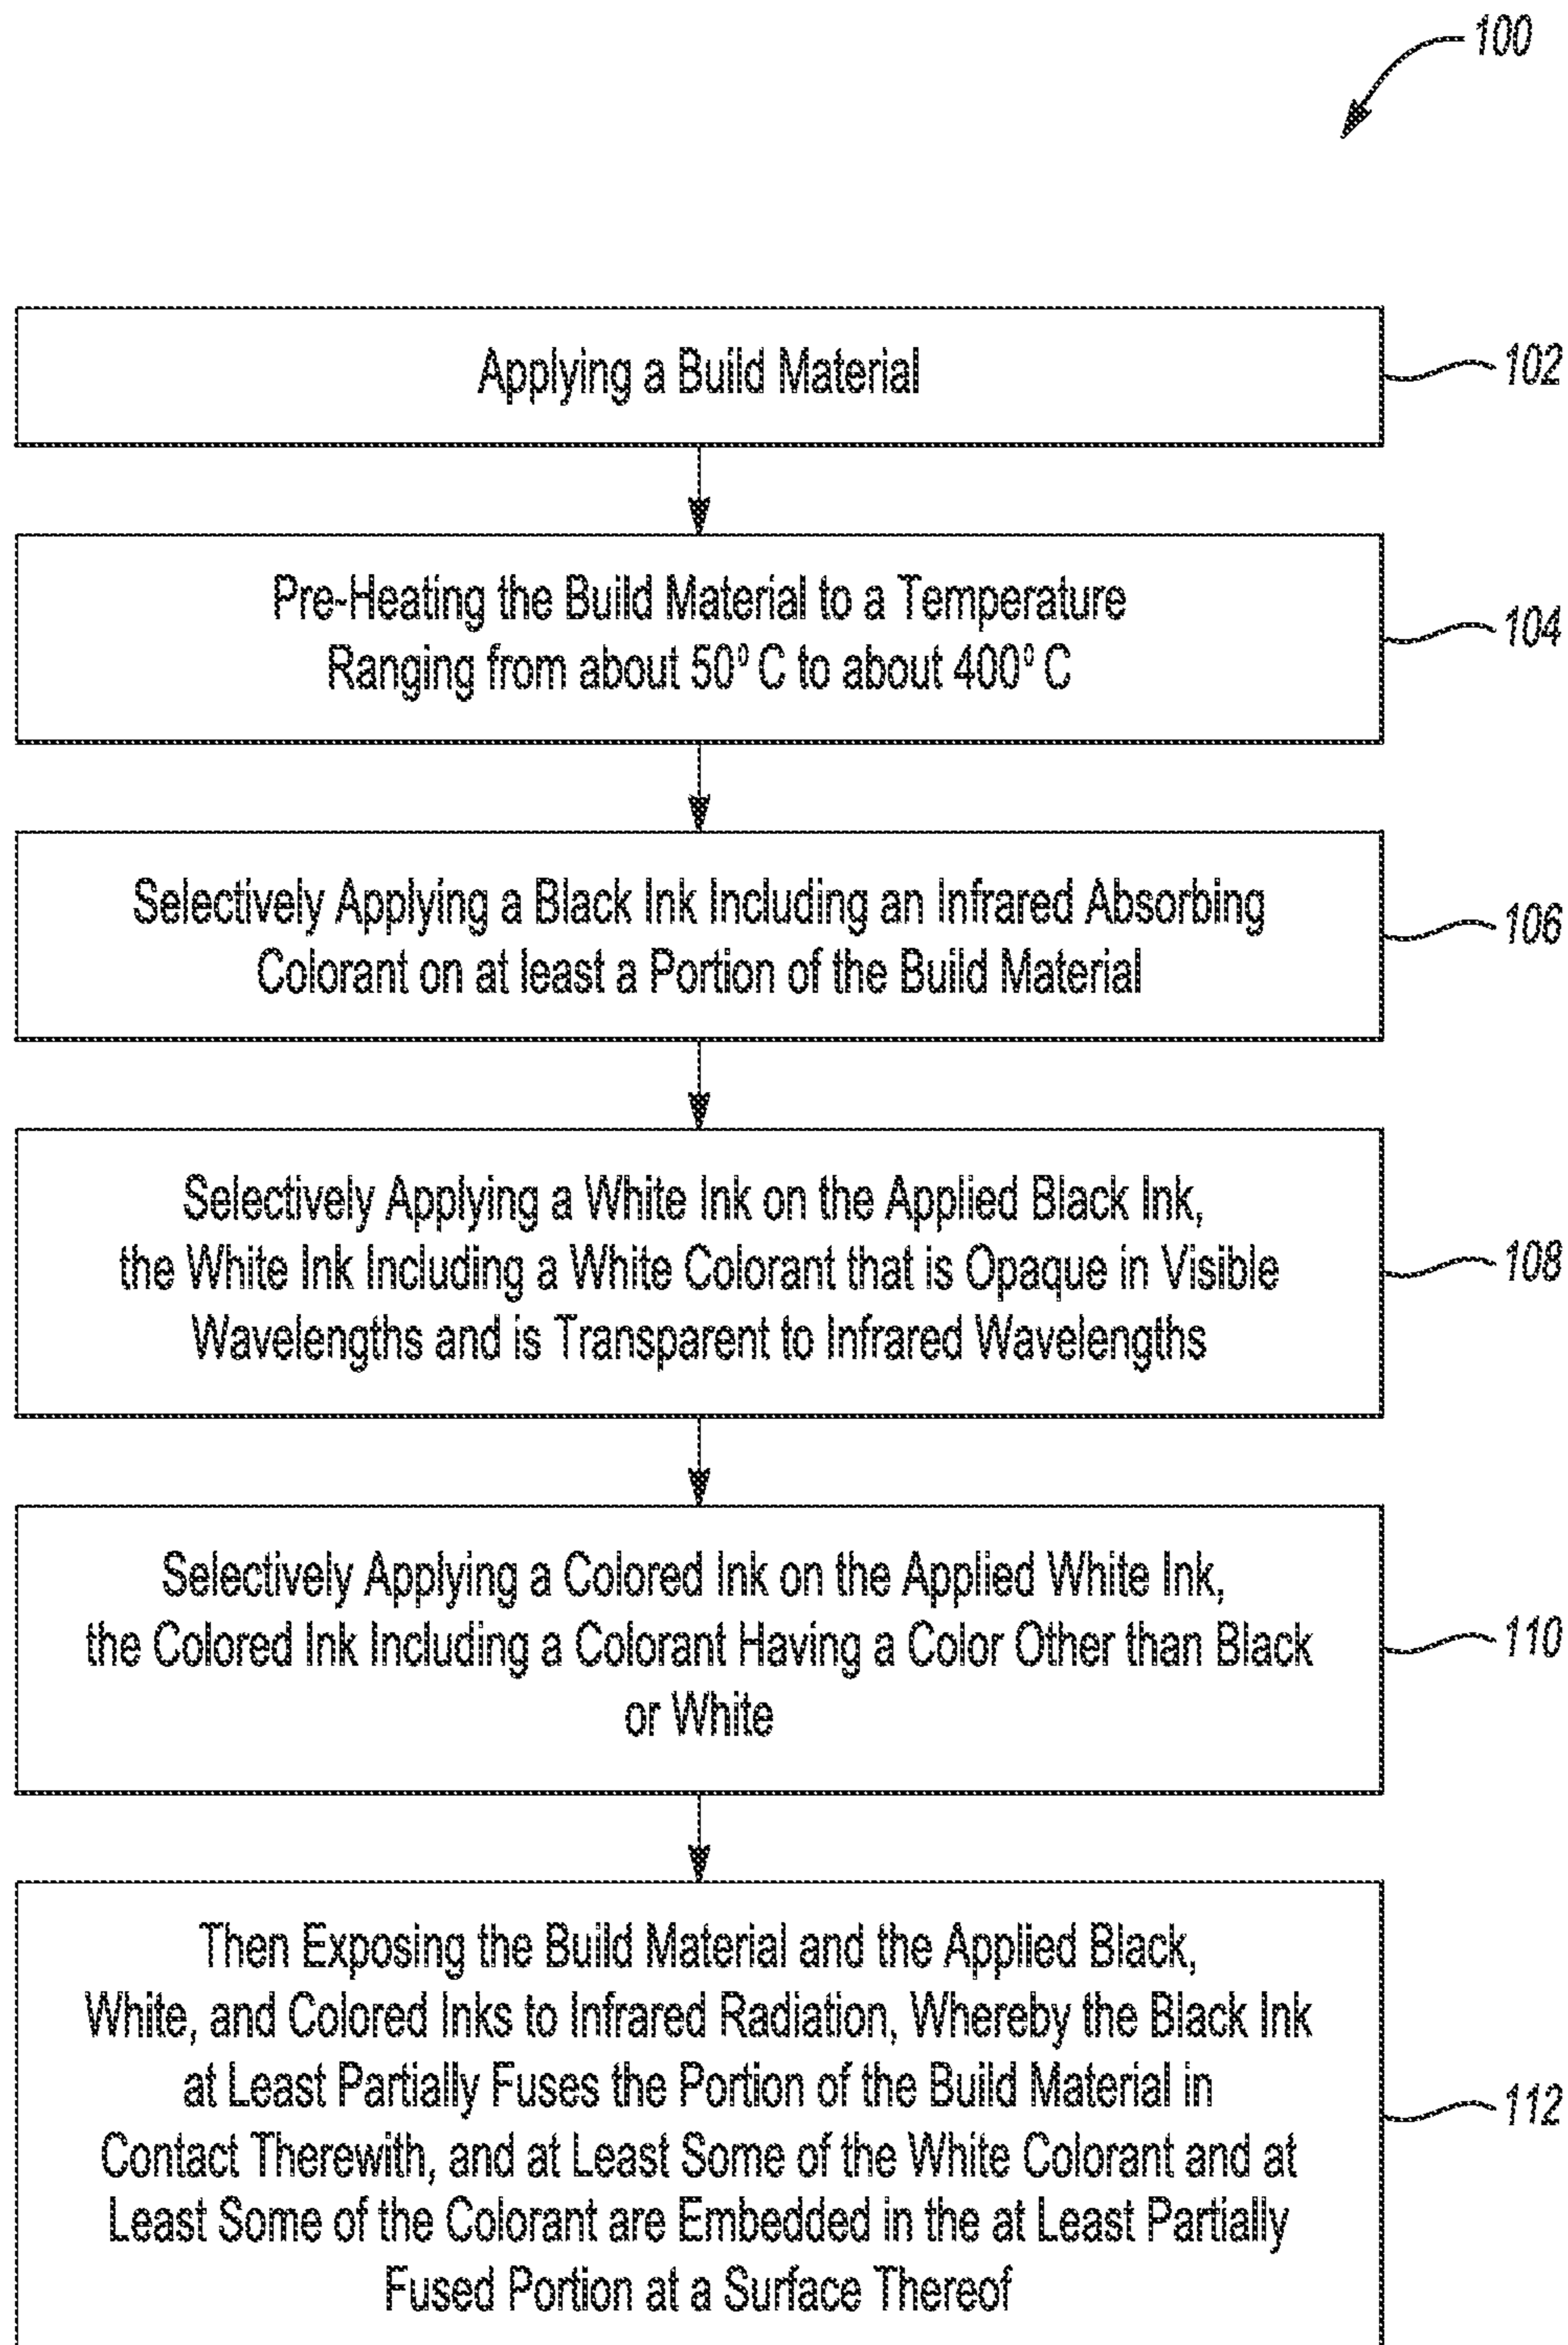 100
Applying a Build Material
102
Pre-Heating the Build Material to a Temperature
Ranging from about 50⁰ C to about 400⁰ C
104
Selectively Applying a Black Ink Including an Infrared Absorbing
Colorant on at least a Portion of the Build Material
106
Selectively Applying a White Ink on the Applied Black Ink,
the White Ink Including a White Colorant that is Opaque in Visible
Wavelengths and is Transparent to Infrared Wavelengths
108
Selectively Applying a Colored Ink on the Applied White Ink,
the Colored Ink Including a Colorant Having a Color Other than Black
or White
110
Then Exposing the Build Material and the Applied Black,
White, and Colored Inks to Infrared Radiation, Whereby the Black Ink
at Least Partially Fuses the Portion of the Build Material in
Contact Therewith, and at Least Some of the White Colorant and at
Least Some of the Colorant are Embedded in the at Least Partially
Fused Portion at a Surface Thereof
112